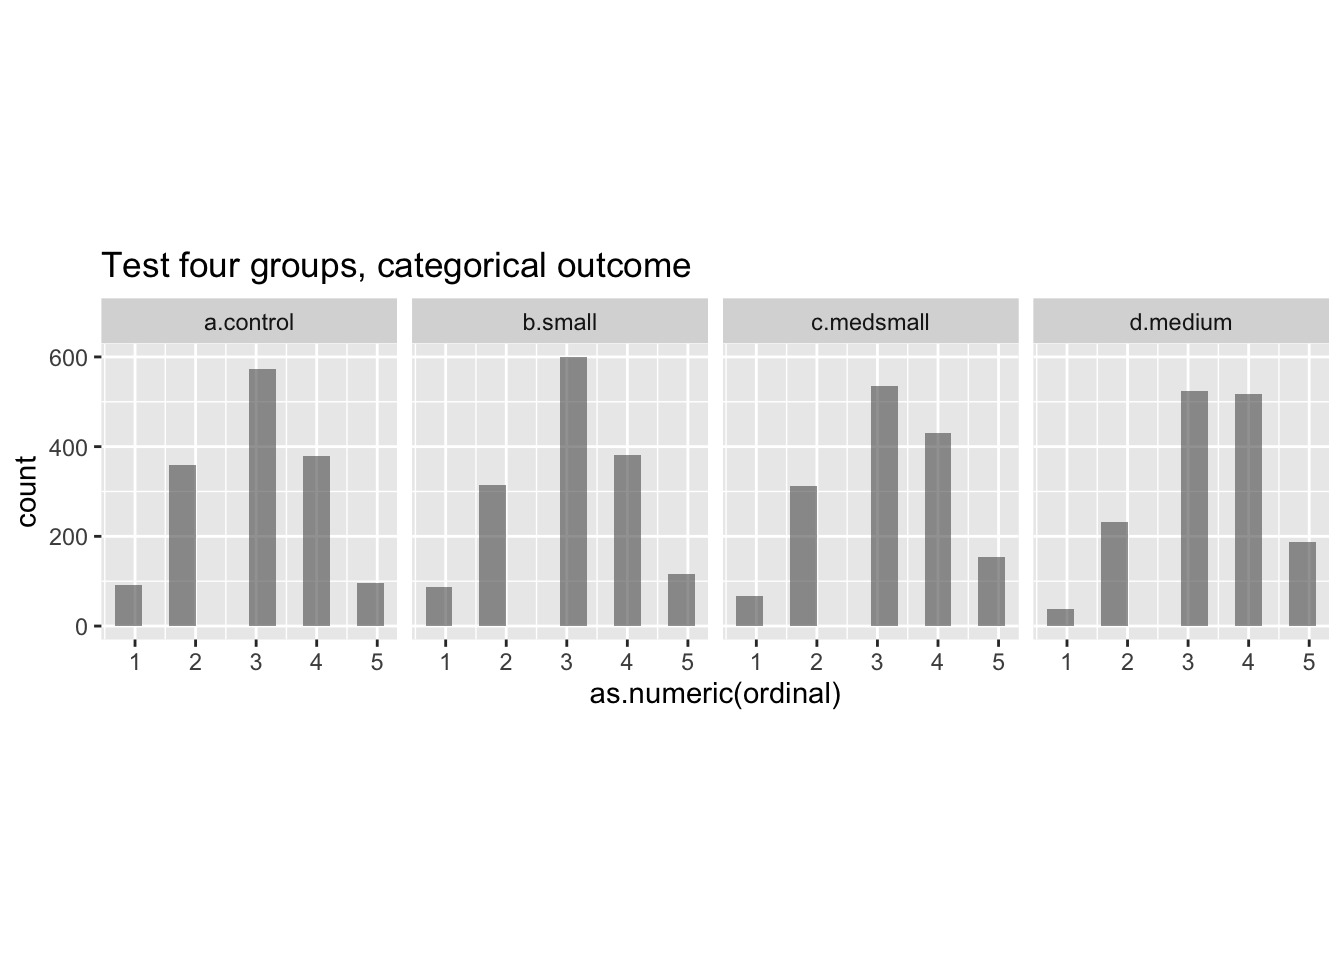 Test four groups, categorical outcome
a.control b.small c.medsmall d.medium
600
400
200
0
count
1 2 3 4 5 1 2 3 4 5 1 2 3 4 5 1 2 3 4 5
as.numeric(ordinal)